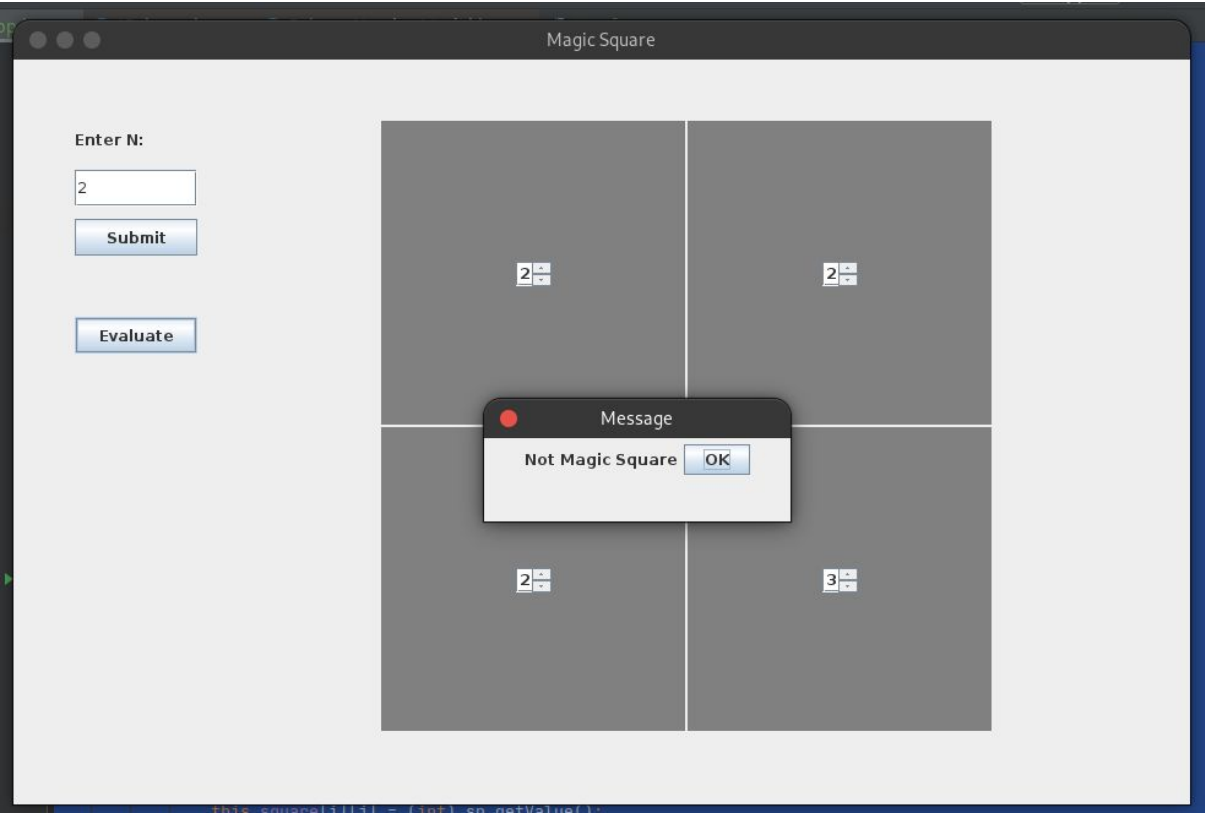 Magic Square
Enter N:
2
Submit
Evaluate
2 2
Message
Not Magic Square OK
2 3
this.square[i][j] = (int) sp.getValue();